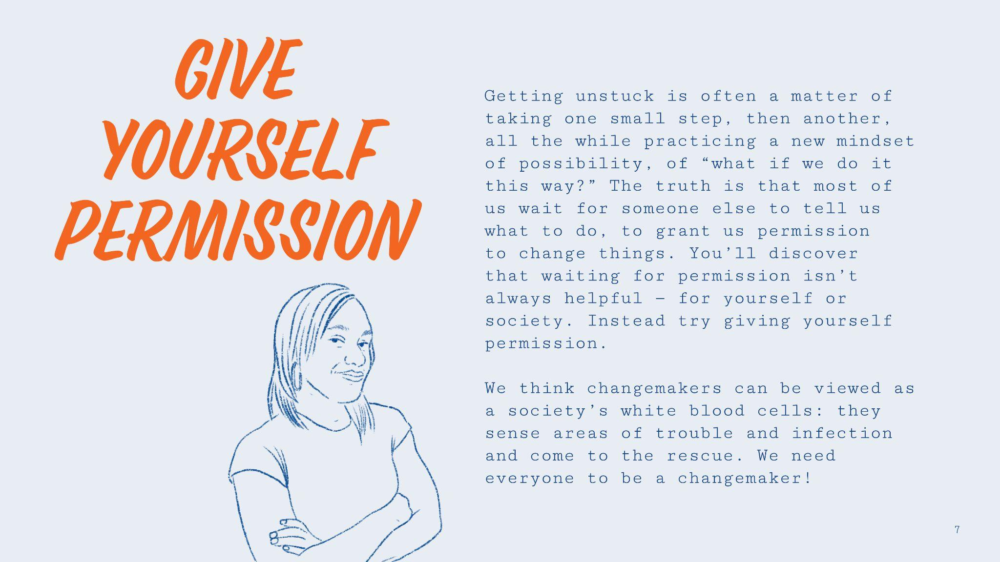 GIVE
YOURSELF
PERMISSION
Getting unstuck is often a matter of
taking one small step, then another,
all the while practicing a new mindset
of possibility, of “what if we do it
this way?” The truth is that most of
us wait for someone else to tell us
what to do, to grant us permission
to change things. You’ll discover
that waiting for permission isn’t
always helpful — for yourself or
society. Instead try giving yourself
permission.
We think changemakers can be viewed as
a society’s white blood cells: they
sense areas of trouble and infection
and come to the rescue. We need
everyone to be a changemaker!
7